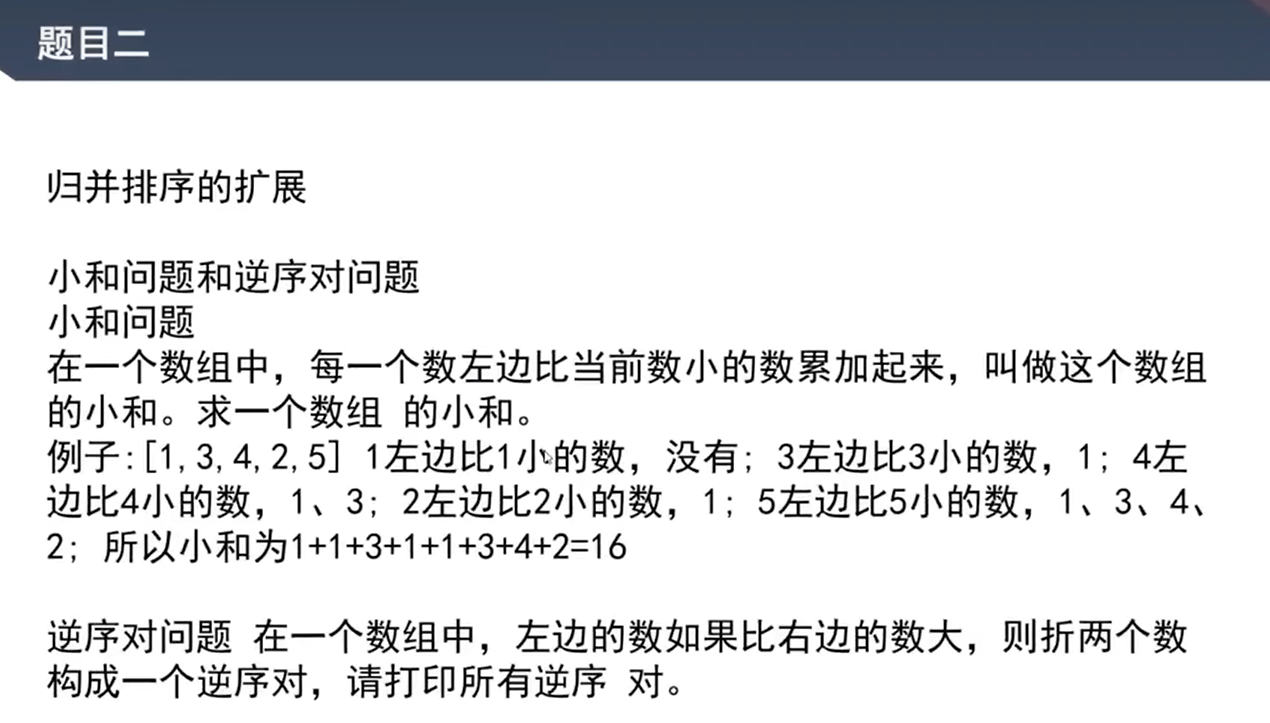 题目二
归并排序的扩展
小和问题和逆序对问题
小和问题
在一个数组中，每一个数左边比当前数小的数累加起来，叫做这个数组
的小和。求一个数组 的小和。
例子:[1,3,4,2,5] 1左边比1小的数，没有；3左边比3小的数，1；4左
边比4小的数，1、3；2左边比2小的数，1；5左边比5小的数，1、3、4、
2；所以小和为1+1+3+1+1+3+4+2=16
逆序对问题 在一个数组中，左边的数如果比右边的数大，则折两个数
构成一个逆序对，请打印所有逆序 对。